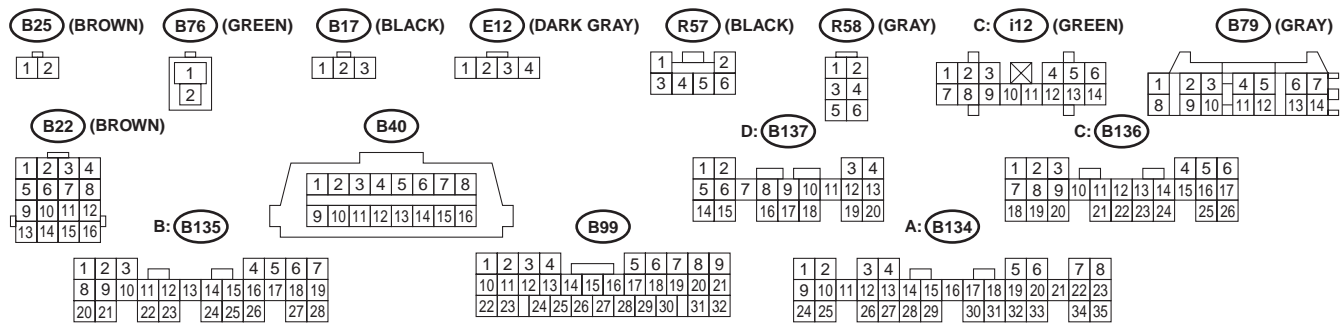 B25 (BROWN) B76 (GREEN) B17 (BLACK) E12 (DARK GRAY) R57 (BLACK) R58 (GRAY) C: i12 (GREEN) B79 (GRAY)
1 2
1
2
1 2 3
1 2 3 4
1 2
3 4 5 6
1 2
3 4
5 6
1 2 3 4 5 6
7 8 9 10 11 12 13 14
1 2 3 4 5 6 7
8 9 10 11 12 13 14
B22 (BROWN) B40 D: B137 C: B136
1 2 3 4
5 6 7 8
9 10 11 12
13 14 15 16
1 2 3 4 5 6 7 8
9 10 11 12 13 14 15 16
1 2 3 4
5 6 7 8 9 10 11 12 13
14 15 16 17 18 19 20
1 2 3 4 5 6
7 8 9 10 11 12 13 14 15 16 17
18 19 20 21 22 23 24 25 26
B: B135 B99 A: B134
1 2 3 4 5 6 7
8 9 10 11 12 13 14 15 16 17 18 19
20 21 22 23 24 25 26 27 28
1 2 3 4 5 6 7 8 9
10 11 12 13 14 15 16 17 18 19 20 21
22 23 24 25 26 27 28 29 30 31 32
1 2 3 4 5 6 7 8
9 10 11 12 13 14 15 16 17 18 19 20 21 22 23
24 25 26 27 28 29 30 31 32 33 34 35